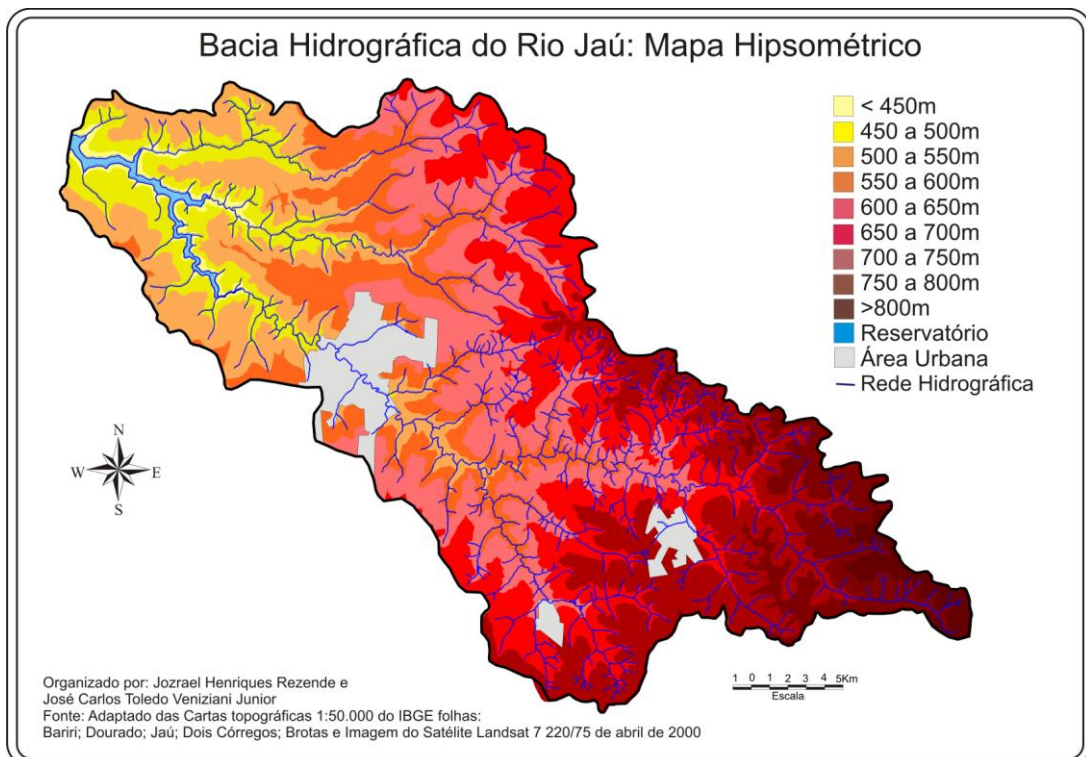 Bacia Hidrográfica do Rio Jaú: Mapa Hipsométrico
< 450m
450 a 500m
500 a 550m
550 a 600m
600 a 650m
650 a 700m
700 a 750m
750 a 800m
>800m
Reservatório
Área Urbana
Rede Hidrográfica
N
W E
S
1 0 1 2 3 4 5Km
Escala
Organizado por: Jozrael Henriques Rezende e
José Carlos Toledo Veniziani Junior
Fonte: Adaptado das Cartas topográficas 1:50.000 do IBGE folhas:
Bariri; Dourado; Jaú; Dois Córregos; Brotas e Imagem do Satélite Landsat 7 220/75 de abril de 2000